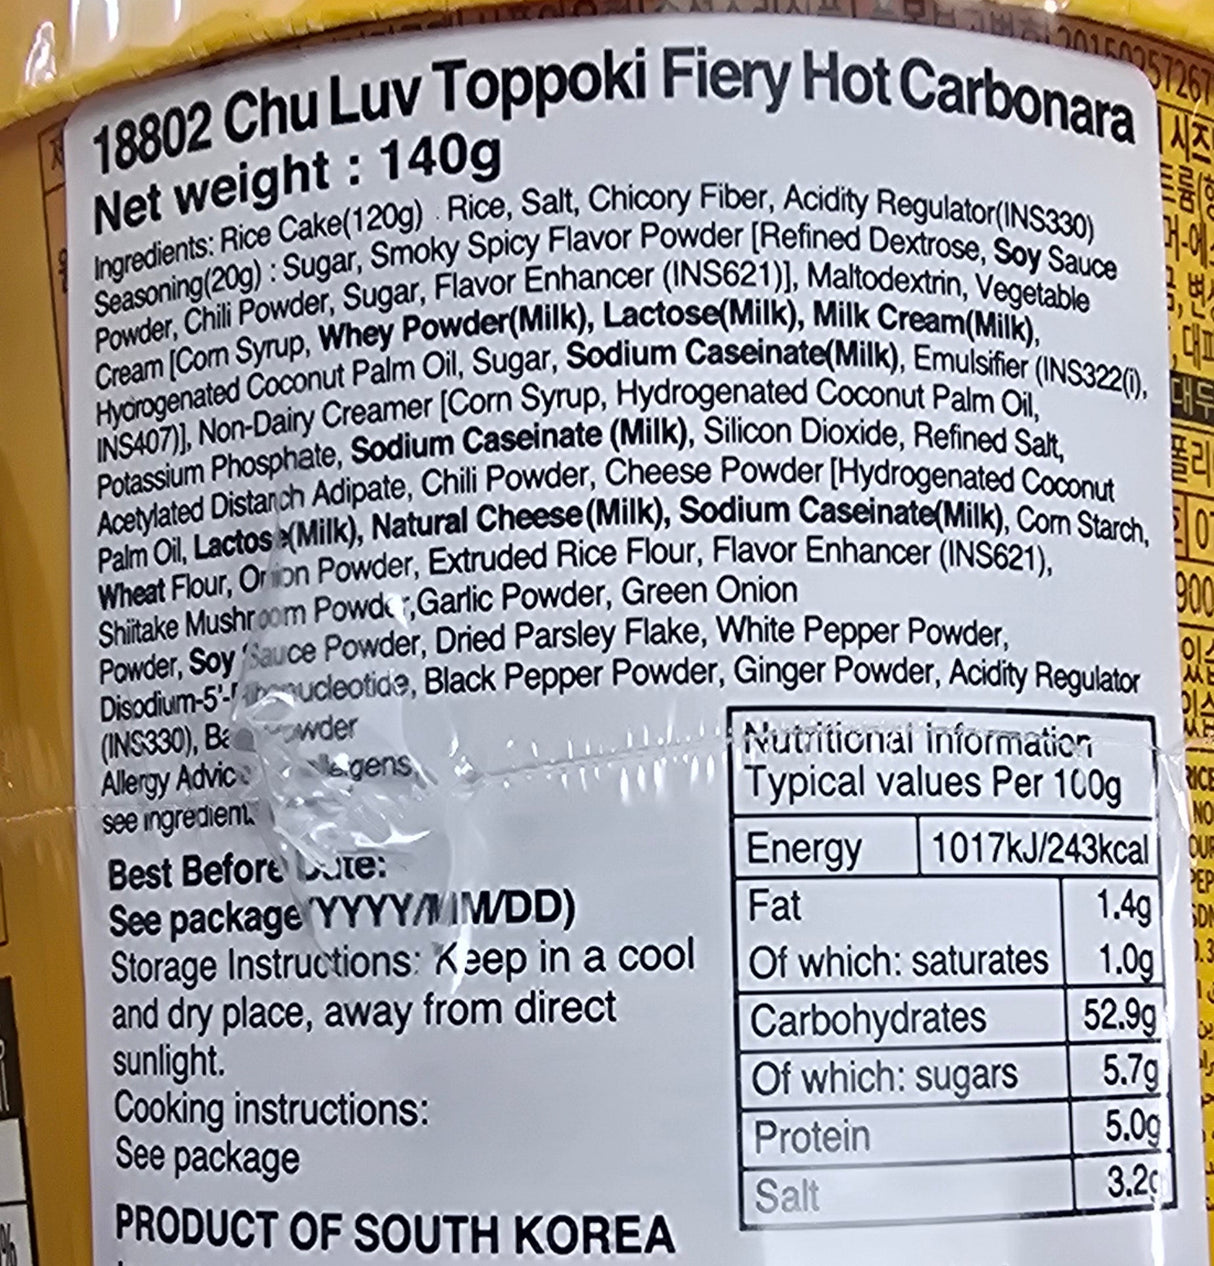 18802 Chu Luv Toppoki Fiery Hot Carbonara
Net weight : 140g
Ingredients: Rice Cake(120g) : Rice, Salt, Chicory Fiber, Acidity Regulator(INS330)
Seasoning(20g) : Sugar, Smoky Spicy Flavor Powder [Refined Dextrose, Soy Sauce
Powder, Chili Powder, Sugar, Flavor Enhancer (INS621)], Maltodextrin, Vegetable
Cream [Corn Syrup, Whey Powder(Milk), Lactose(Milk), Milk Cream(Milk),
Hydrogenated Coconut Palm Oil, Sugar, Sodium Caseinate(Milk), Emulsifier (INS322(i),
INS407)], Non-Dairy Creamer [Corn Syrup, Hydrogenated Coconut Palm Oil,
Potassium Phosphate, Sodium Caseinate (Milk), Silicon Dioxide, Refined Salt,
Acetylated Distarch Adipate, Chili Powder, Cheese Powder [Hydrogenated Coconut
Palm Oil, Lactose(Milk), Natural Cheese(Milk), Sodium Caseinate(Milk), Corn Starch,
Wheat Flour, Onion Powder, Extruded Rice Flour, Flavor Enhancer (INS621),
Shiitake Mushroom Powder,Garlic Powder, Green Onion
Powder, Soy Sauce Powder, Dried Parsley Flake, White Pepper Powder,
Disodium-5'-Ribonucleotide, Black Pepper Powder, Ginger Powder, Acidity Regulator
(INS330), Powder
Allergy Advice allergens,
see ingredient.
Best Before Date:
See package (YYYY/MM/DD)
Storage Instructions: Keep in a cool
and dry place, away from direct
sunlight.
Cooking instructions:
See package
PRODUCT OF SOUTH KOREA
Nutritional information
Typical values Per 100g
Energy 1017kJ/243kcal
Fat 1.4g
Of which: saturates 1.0g
Carbohydrates 52.9g
Of which: sugars 5.7g
Protein 5.0g
Salt 3.2g